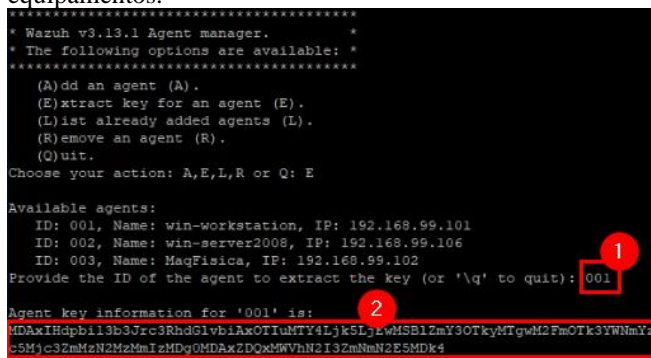 equipamentos.
****************************************
* Wazuh v3.13.1 Agent manager. *
* The following options are available: *
****************************************
(A)dd an agent (A).
(E)xtract key for an agent (E).
(L)ist already added agents (L).
(R)emove an agent (R).
(Q)uit.
Choose your action: A,E,L,R or Q: E
Available agents:
ID: 001, Name: win-workstation, IP: 192.168.99.101
ID: 002, Name: win-server2008, IP: 192.168.99.106
ID: 003, Name: MaqFisica, IP: 192.168.99.102
1
Provide the ID of the agent to extract the key (or '\q' to quit): 001
Agent key information for '001' is:
2